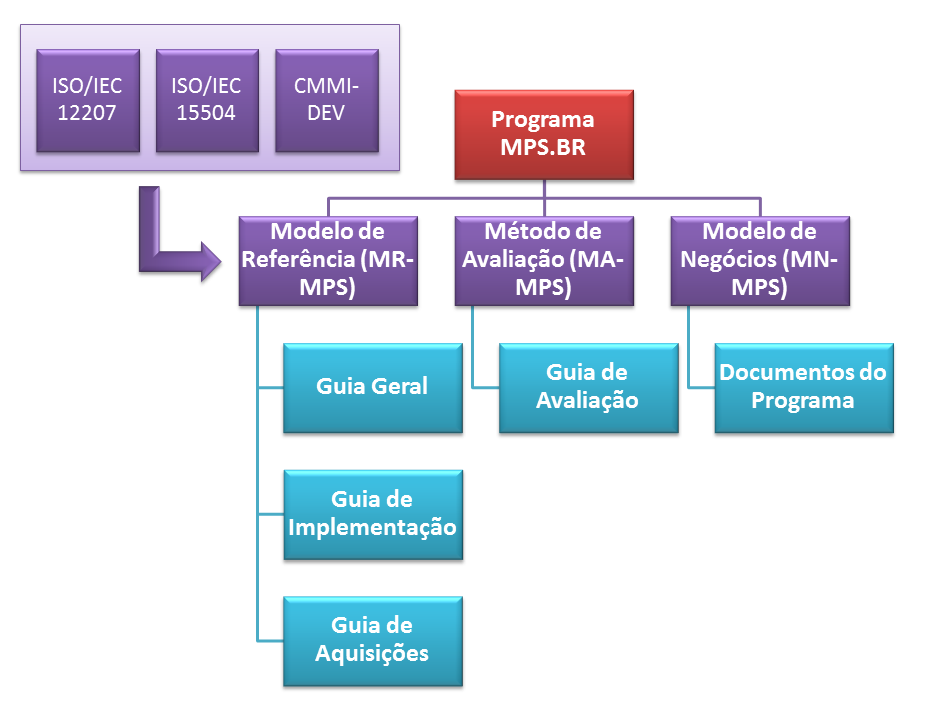 ISO/IEC
12207
ISO/IEC
15504
CMMI-
DEV
Programa
MPS.BR
Modelo de
Referência (MR-
MPS)
Método de
Avaliação (MA-
MPS)
Modelo de
Negócios (MN-
MPS)
Guia Geral
Guia de
Avaliação
Documentos do
Programa
Guia de
Implementação
Guia de
Aquisições